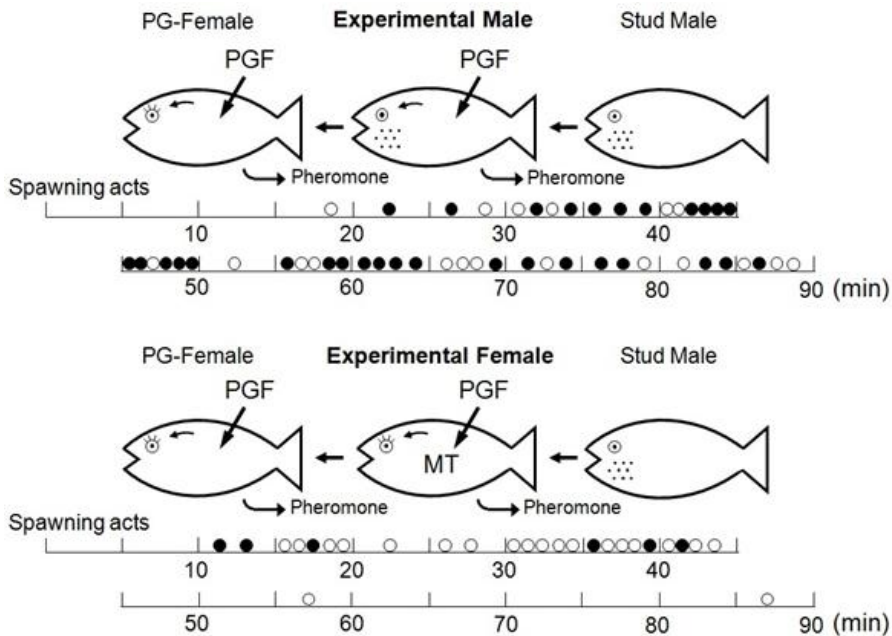 PG-Female Experimental Male Stud Male
PGF PGF
Pheromone Pheromone
Spawning acts
10 20 30 40
50 60 70 80 90 (min)
PG-Female Experimental Female Stud Male
PGF PGF
MT
Pheromone Pheromone
Spawning acts
10 20 30 40
50 60 70 80 90 (min)